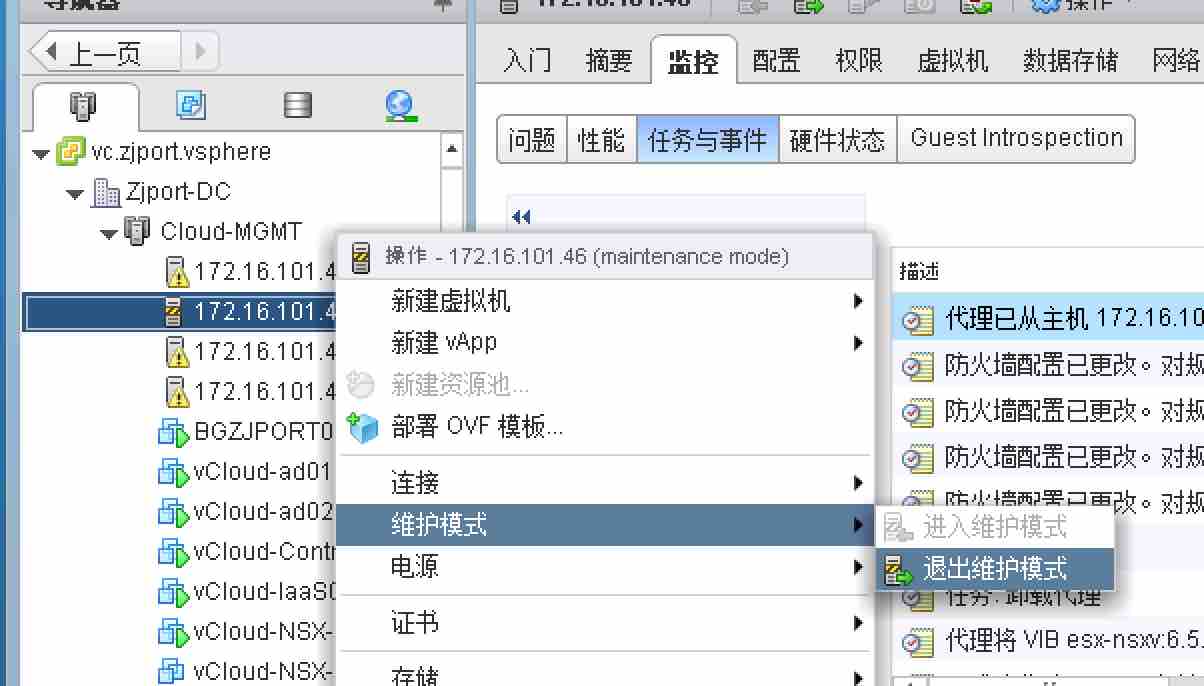 导航器
172.16.101.46
操作
上一页
入门 摘要 监控 配置 权限 虚拟机 数据存储 网络
问题 性能 任务与事件 硬件状态 Guest Introspection
vc.zjport.vsphere
Zjport-DC
Cloud-MGMT
172.16.101.4
172.16.101.4
172.16.101.4
172.16.101.4
BGZJPORT0
vCloud-ad01
vCloud-ad02
vCloud-Contr
vCloud-IaaS0
vCloud-NSX-
vCloud-NSX-
操作 - 172.16.101.46 (maintenance mode)
新建虚拟机
新建 vApp
新建资源池...
部署 OVF 模板...
连接
维护模式
电源
证书
存储
进入维护模式
退出维护模式
描述
代理已从主机 172.16.10
防火墙配置已更改。对规
防火墙配置已更改。对规
防火墙配置已更改。对规
防火墙配置已更改。对规
任务: 卸载代理
代理将 VIB esx-nsxv:6.5.